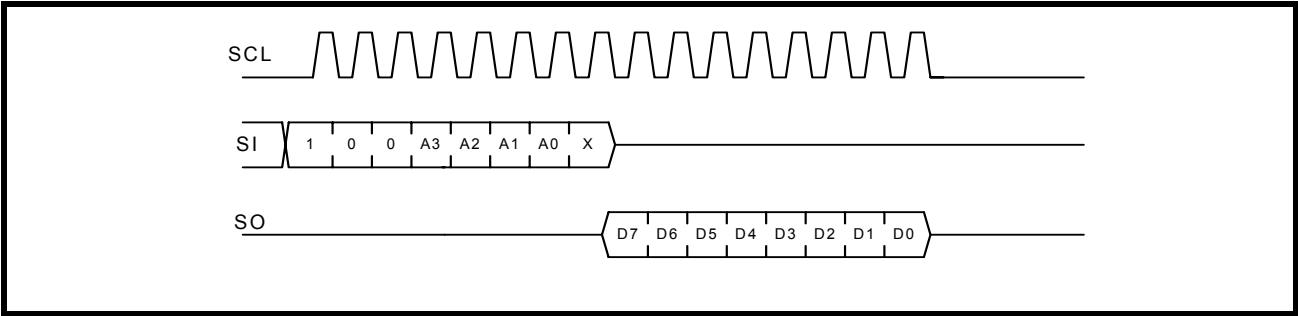 SCL
SI 1 0 0 A3 A2 A1 A0 X
SO D7 D6 D5 D4 D3 D2 D1 D0